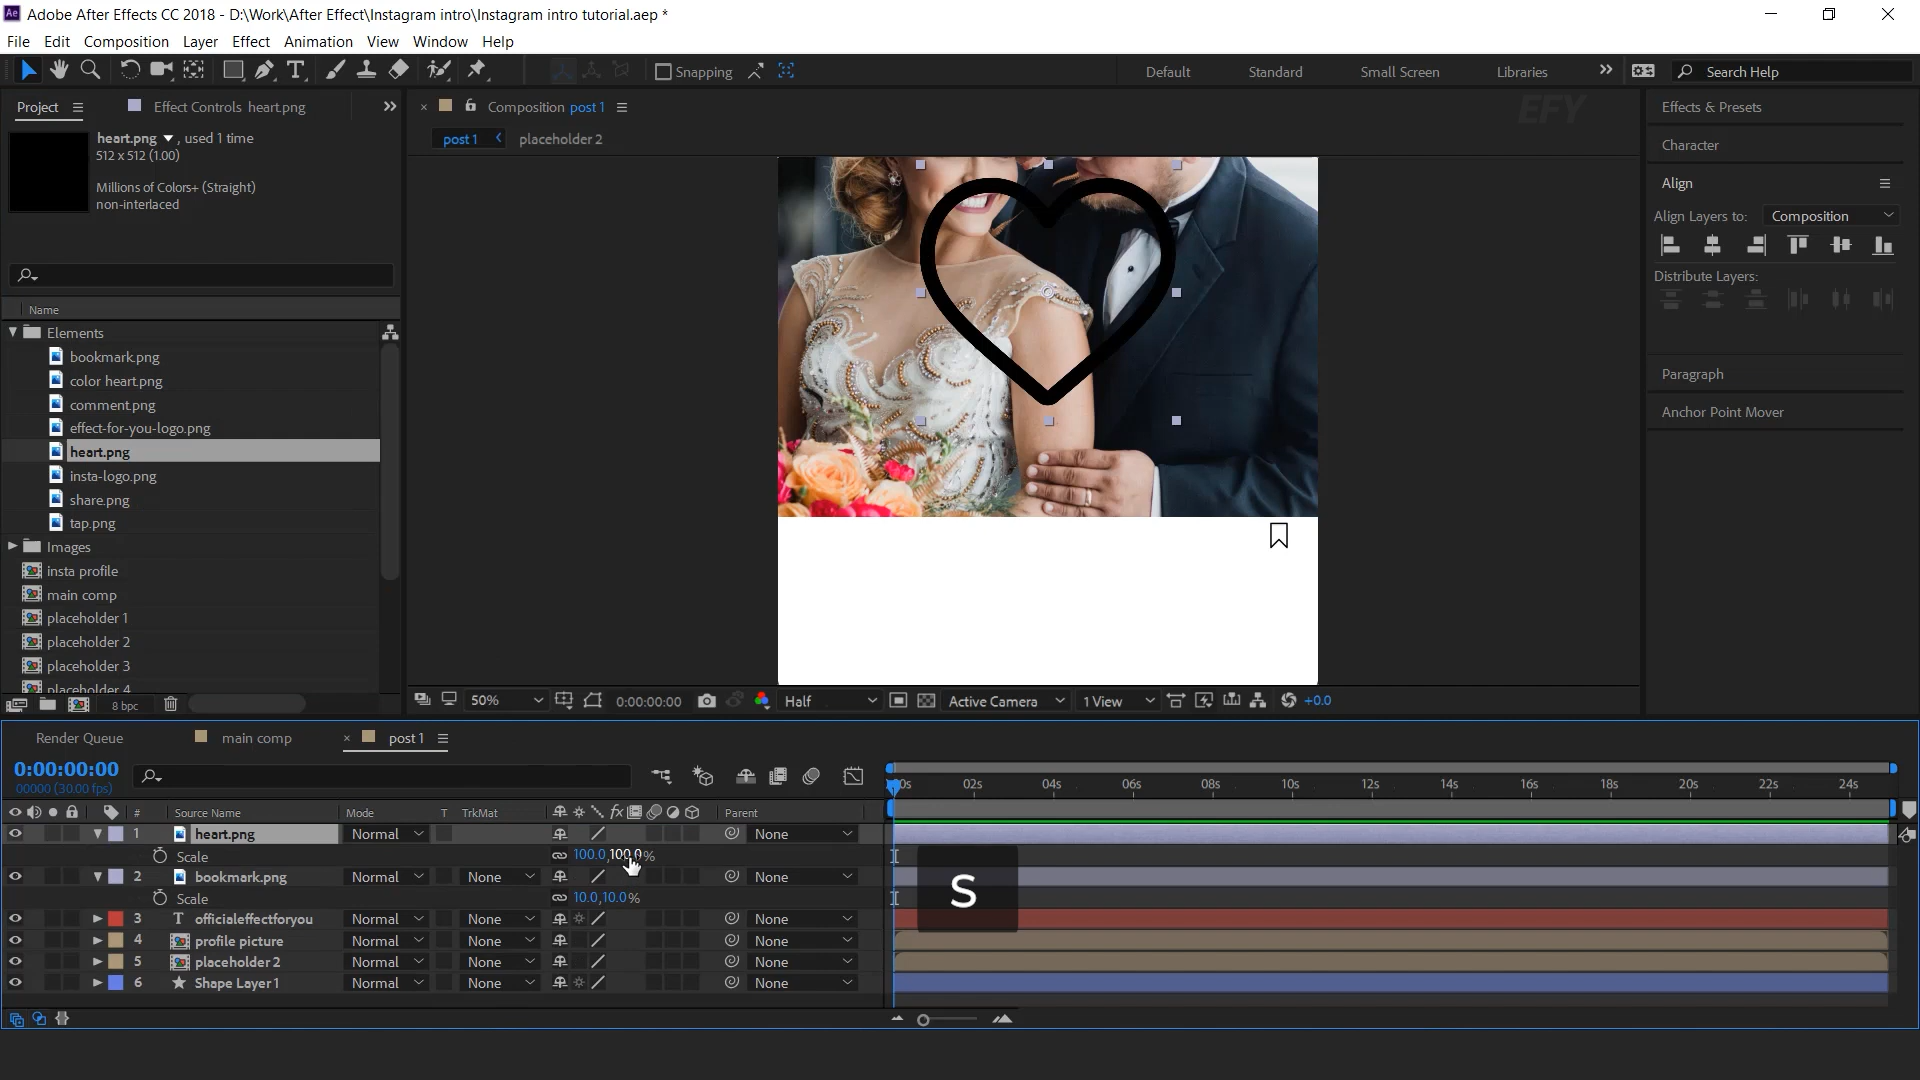 Ae Adobe After Effects CC 2018 - D:\Work\After Effect\Instagram intro\Instagram intro tutorial.aep *
File Edit Composition Layer Effect Animation View Window Help
T Snapping Default Standard Small Screen Libraries Search Help
Project Effect Controls heart.png
Composition post 1
EFY
Effects & Presets
heart.png , used 1 time
512 x 512 (1.00)
Millions of Colors+ (Straight)
non-interlaced
post 1 placeholder 2
Character
Align
Align Layers to: Composition
Distribute Layers:
Paragraph
Anchor Point Mover
Name
Elements
bookmark.png
color heart.png
comment.png
effect-for-you-logo.png
heart.png
insta-logo.png
share.png
tap.png
Images
insta profile
main comp
placeholder 1
placeholder 2
placeholder 3
placeholder 4
8 bpc
50% 0:00:00:00 Half Active Camera 1 View +0.0
Render Queue main comp post 1
0:00:00:00
00000 (30.00 fps)
:00s 02s 04s 06s 08s 10s 12s 14s 16s 18s 20s 22s 24s
# Source Name Mode T TrkMat fx Parent
1 heart.png Normal None
Scale 100.0,100.0%
2 bookmark.png Normal None None
Scale 10.0,10.0%
3 T officialeffectforyou Normal None None
4 profile picture Normal None None
5 placeholder 2 Normal None None
6 Shape Layer 1 Normal None None
S